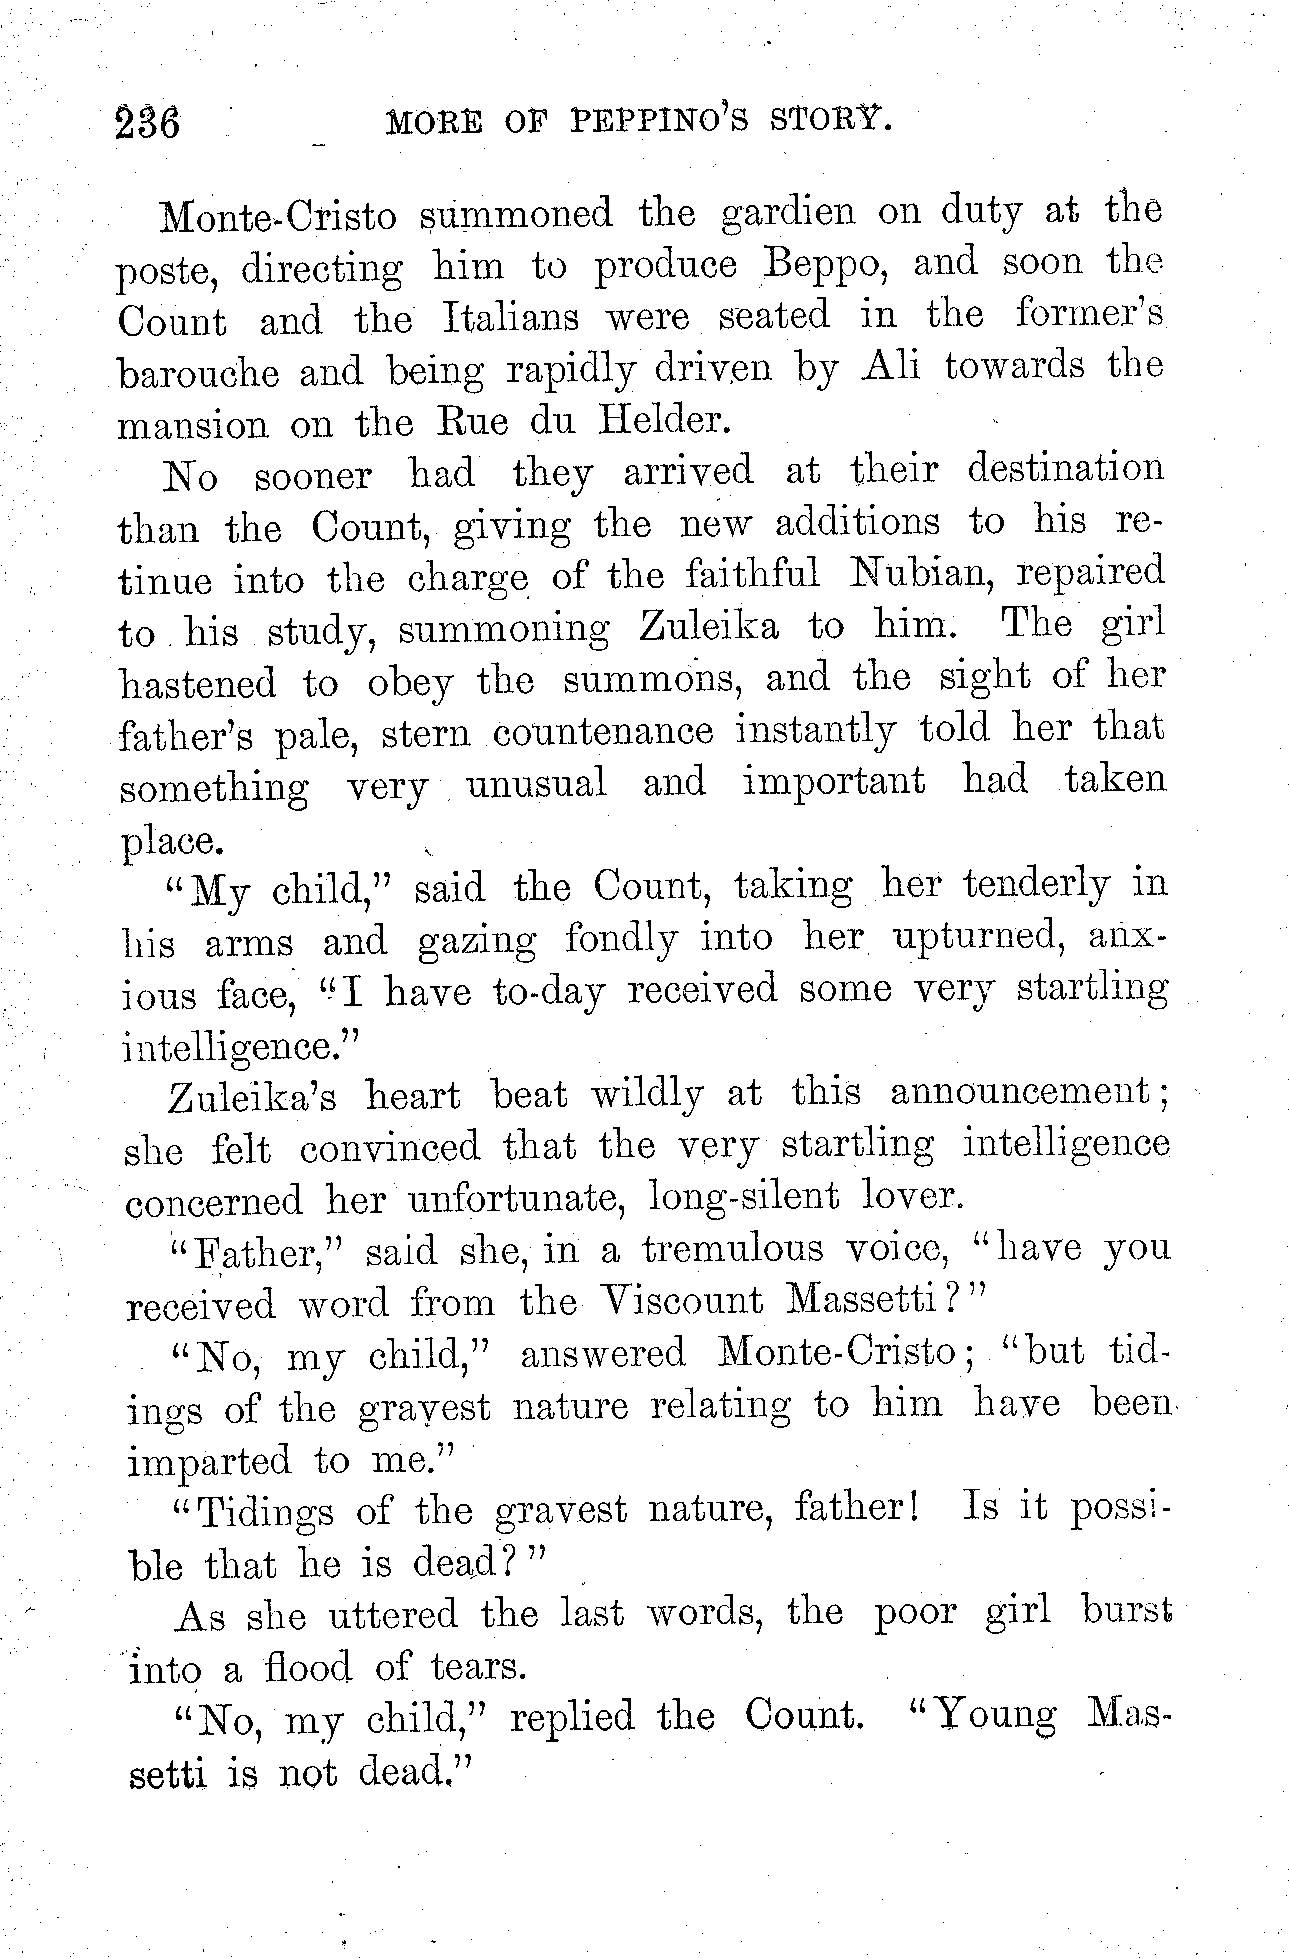 236 MORE OF PEPPINO'S STORY.
Monte-Cristo summoned the gardien on duty at the
poste, directing him to produce Beppo, and soon the
Count and the Italians were seated in the former's
barouche and being rapidly driven by Ali towards the
mansion on the Rue du Helder.
No sooner had they arrived at their destination
than the Count, giving the new additions to his re-
tinue into the charge of the faithful Nubian, repaired
to his study, summoning Zuleika to him. The girl
hastened to obey the summons, and the sight of her
father's pale, stern countenance instantly told her that
something very unusual and important had taken
place.
"My child," said the Count, taking her tenderly in
his arms and gazing fondly into her upturned, anx-
ious face, "I have to-day received some very startling
intelligence."
Zuleika's heart beat wildly at this announcement;
she felt convinced that the very startling intelligence
concerned her unfortunate, long-silent lover.
"Father," said she, in a tremulous voice, "have you
received word from the Viscount Massetti?"
"No, my child," answered Monte-Cristo; "but tid-
ings of the gravest nature relating to him have been
imparted to me."
"Tidings of the gravest nature, father! Is it possi-
ble that he is dead?"
As she uttered the last words, the poor girl burst
into a flood of tears.
"No, my child," replied the Count. "Young Mas-
setti is not dead."